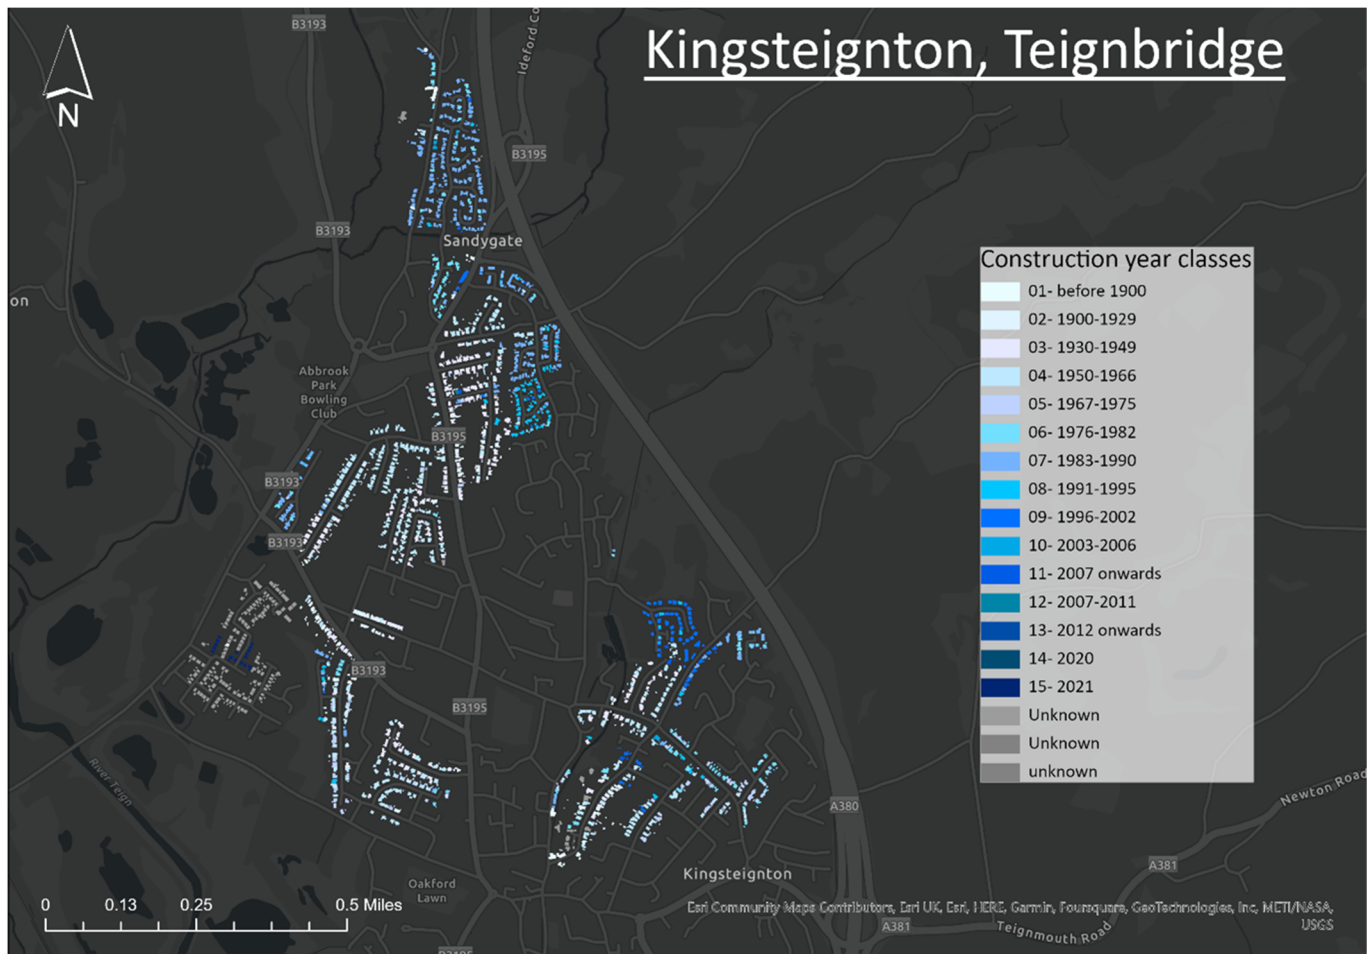 Kingsteignton, Teignbridge
N
B3193
Ideford Co
B3195
B3193
Sandygate
on
Abbrook
Park
Bowling
Club
B3195
B3193
B3193
B3193
B3195
River Teign
Construction year classes
01- before 1900
02- 1900-1929
03- 1930-1949
04- 1950-1966
05- 1967-1975
06- 1976-1982
07- 1983-1990
08- 1991-1995
09- 1996-2002
10- 2003-2006
11- 2007 onwards
12- 2007-2011
13- 2012 onwards
14- 2020
15- 2021
Unknown
Unknown
unknown
A380
Newton Road
A381
Kingsteignton
Oakford
Lawn
0 0.13 0.25 0.5 Miles
Esri Community Maps Contributors, Esri UK, Esri, HERE, Garmin, Foursquare, GeoTechnologies, Inc, METI/NASA,
USGS
A381
Teignmouth Road
B3195